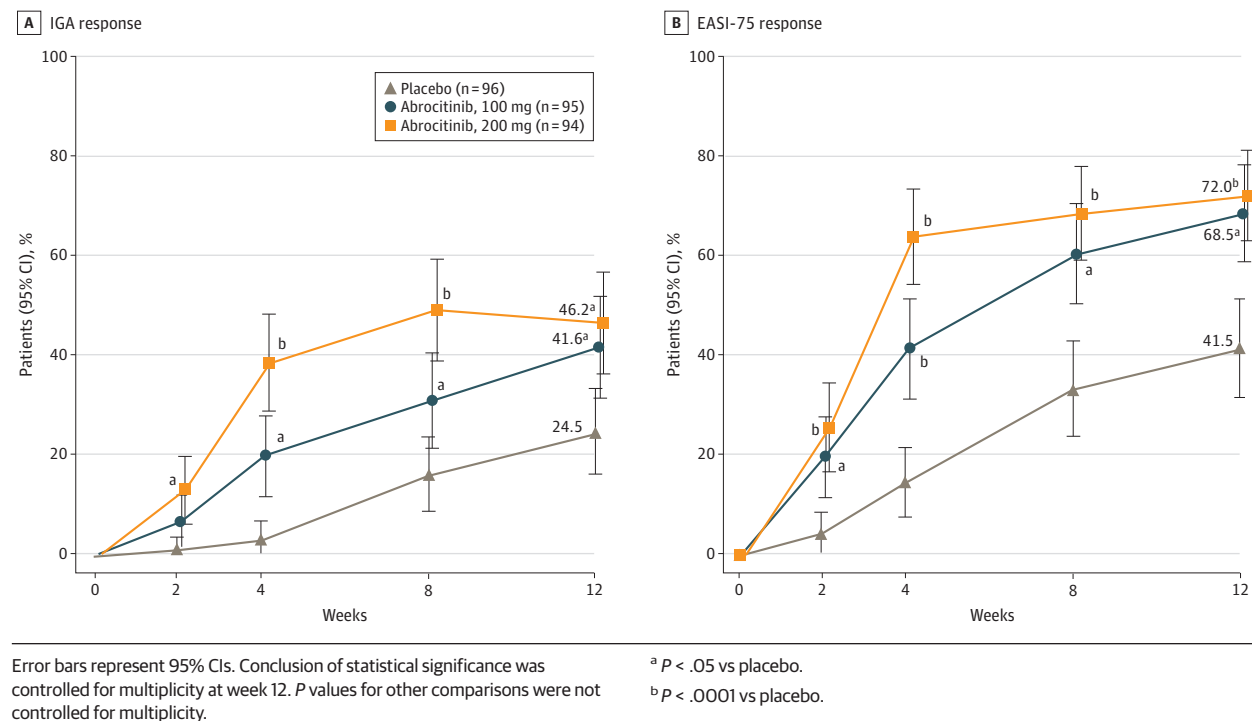 A IGA response
100
80
60
40
20
0
Patients (95% CI), %
Placebo (n=96)
Abrocitinib, 100 mg (n=95)
Abrocitinib, 200 mg (n=94)
a
b
a
b
a
46.2a
41.6a
24.5
0 2 4 8 12
Weeks
B EASI-75 response
100
80
60
40
20
0
Patients (95% CI), %
b
a
b
b
b
a
72.0b
68.5a
41.5
0 2 4 8 12
Weeks
Error bars represent 95% CIs. Conclusion of statistical significance was
controlled for multiplicity at week 12. P values for other comparisons were not
controlled for multiplicity.
a P < .05 vs placebo.
b P < .0001 vs placebo.